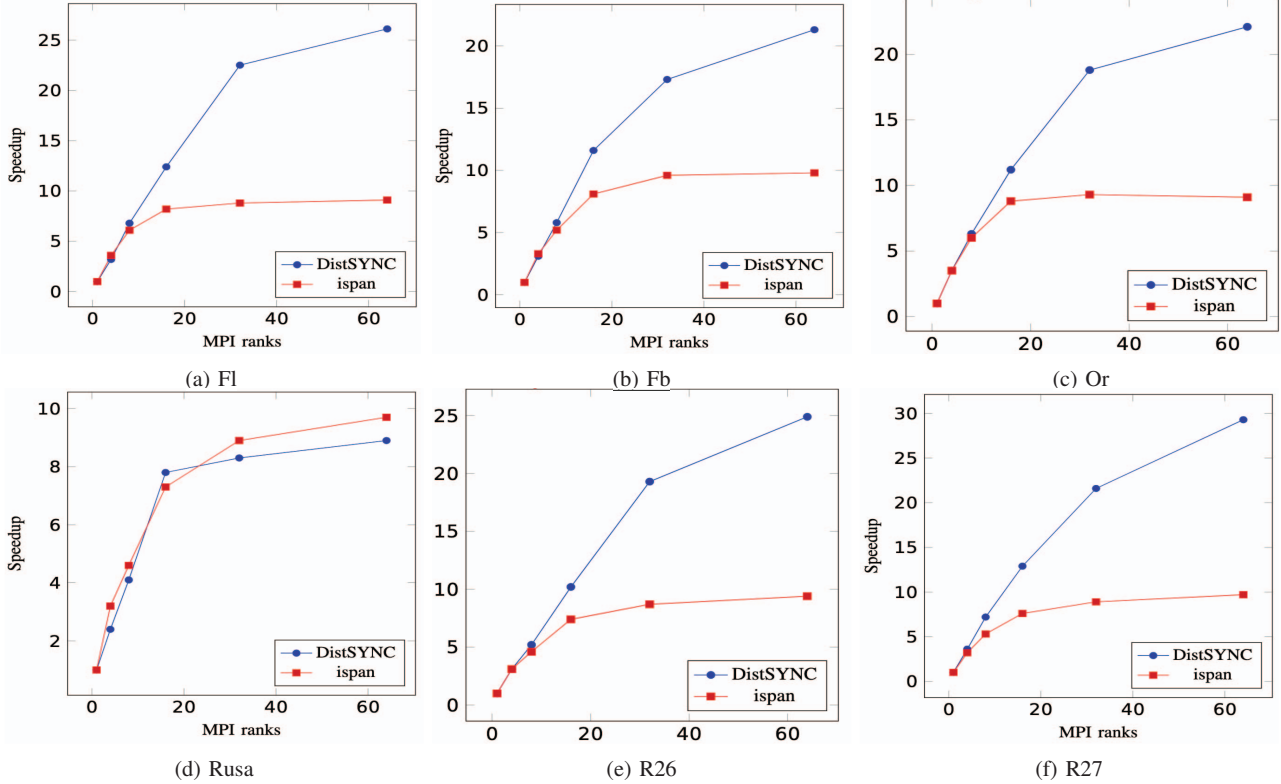 25
20
15
10
5
0
Speedup
DistSYNC
ispan
0 20 40 60
MPI ranks
(a) Fl
20
15
10
5
0
Speedup
DistSYNC
ispan
0 20 40 60
MPI ranks
(b) Fb
20
15
10
5
0
DistSYNC
ispan
0 20 40 60
(c) Or
10
8
6
4
2
Speedup
DistSYNC
ispan
0 20 40 60
MPI ranks
(d) Rusa
25
20
15
10
5
0
DistSYNC
ispan
0 20 40 60
(e) R26
30
25
20
15
10
5
0
Speedup
DistSYNC
ispan
0 20 40 60
MPI ranks
(f) R27